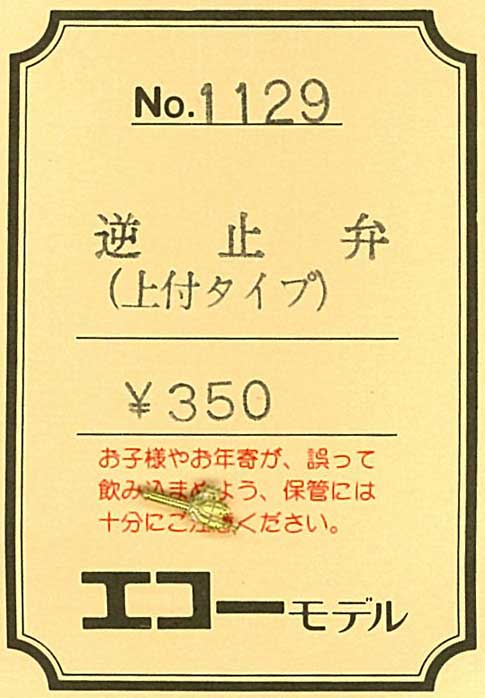 No.1129
逆止弁
(上付タイプ)
¥350
お子様やお年寄が、誤って
飲み込まぬよう、保管には
十分にご注意ください。
エコーモデル